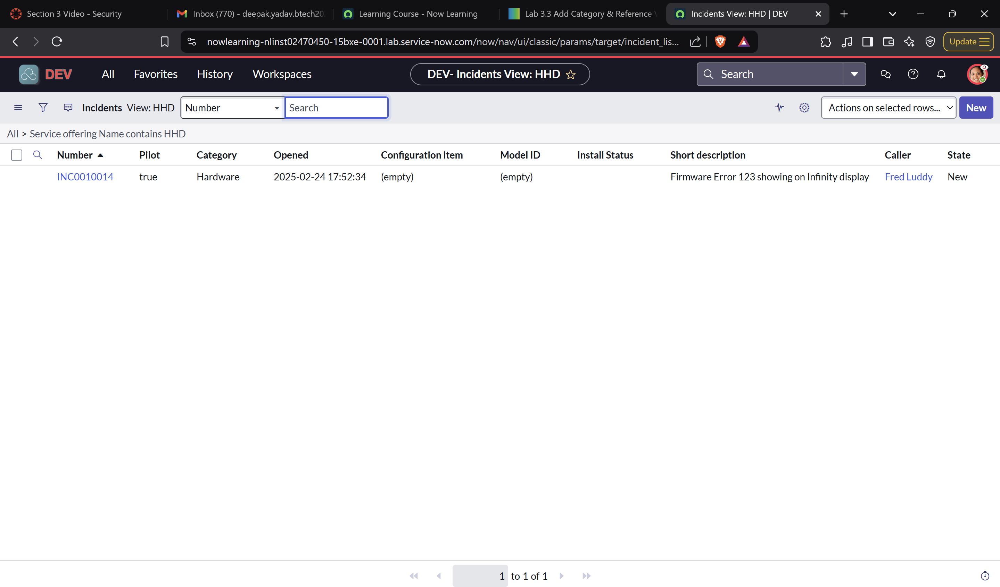 Section 3 Video - Security
Inbox (770) - deepak.yadav.btech20
Learning Course - Now Learning
Lab 3.3 Add Category & Reference
Incidents View: HHD | DEV
nowlearning-nlinst02470450-15bxe-0001.lab.service-now.com/now/nav/ui/classic/params/target/incident_lis...
Update
DEV
All
Favorites
History
Workspaces
DEV- Incidents View: HHD
Search
Incidents View: HHD
Number
Search
Actions on selected rows...
New
All > Service offering Name contains HHD
Number Pilot Category Opened Configuration item Model ID Install Status Short description Caller State
INC0010014 true Hardware 2025-02-24 17:52:34 (empty) (empty) Firmware Error 123 showing on Infinity display Fred Luddy New
1 to 1 of 1